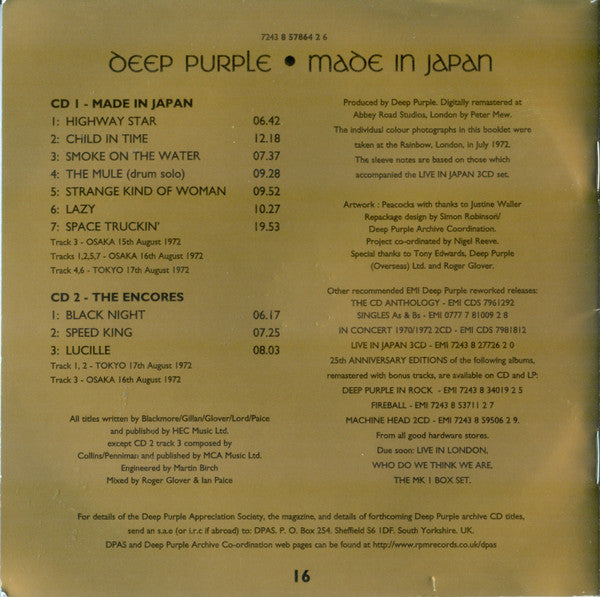 7243 8 57864 2 6
DEEP PURPLE • MADE IN JAPAN
CD 1 - MADE IN JAPAN
1: HIGHWAY STAR 06.42
2: CHILD IN TIME 12.18
3: SMOKE ON THE WATER 07.37
4: THE MULE (drum solo) 09.28
5: STRANGE KIND OF WOMAN 09.52
6: LAZY 10.27
7: SPACE TRUCKIN' 19.53
Track 3 - OSAKA 15th August 1972
Tracks 1,2,5,7 - OSAKA 16th August 1972
Track 4,6 - TOKYO 17th August 1972
CD 2 - THE ENCORES
1: BLACK NIGHT 06.17
2: SPEED KING 07.25
3: LUCILLE 08.03
Track 1, 2 - TOKYO 17th August 1972
Track 3 - OSAKA 16th August 1972
All titles written by Blackmore/Gillan/Glover/Lord/Paice
and published by HEC Music Ltd.
except CD 2 track 3 composed by
Collins/Penniman and published by MCA Music Ltd.
Engineered by Martin Birch
Mixed by Roger Glover & Ian Paice
Produced by Deep Purple. Digitally remastered at
Abbey Road Studios, London by Peter Mew.
The individual colour photographs in this booklet were
taken at the Rainbow, London, in July 1972.
The sleeve notes are based on those which
accompanied the LIVE IN JAPAN 3CD set.
Artwork : Peacocks with thanks to Justine Waller
Repackage design by Simon Robinson/
Deep Purple Archive Coordination.
Project co-ordinated by Nigel Reeve.
Special thanks to Tony Edwards, Deep Purple
(Overseas) Ltd. and Roger Glover.
Other recommended EMI Deep Purple reworked releases:
THE CD ANTHOLOGY - EMI CDS 7961292
SINGLES As & Bs - EMI 0777 7 81009 2 8
IN CONCERT 1970/1972 2CD - EMI CDS 7981812
LIVE IN JAPAN 3CD - EMI 7243 8 27726 2 0
25th ANNIVERSARY EDITIONS of the following albums,
remastered with bonus tracks, are available on CD and LP:
DEEP PURPLE IN ROCK - EMI 7243 8 34019 2 5
FIREBALL - EMI 7243 8 53711 2 7
MACHINE HEAD 2CD - EMI 7243 8 59506 2 9.
From all good hardware stores.
Due soon: LIVE IN LONDON,
WHO DO WE THINK WE ARE,
THE MK 1 BOX SET.
For details of the Deep Purple Appreciation Society, the magazine, and details of forthcoming Deep Purple archive CD titles,
send an s.a.e (or i.r.c if abroad) to: DPAS, P. O. Box 254. Sheffield S6 1DF. South Yorkshire. UK.
DPAS and Deep Purple Archive Co-ordination web pages can be found at http://www.rpmrecords.co.uk/dpas
16